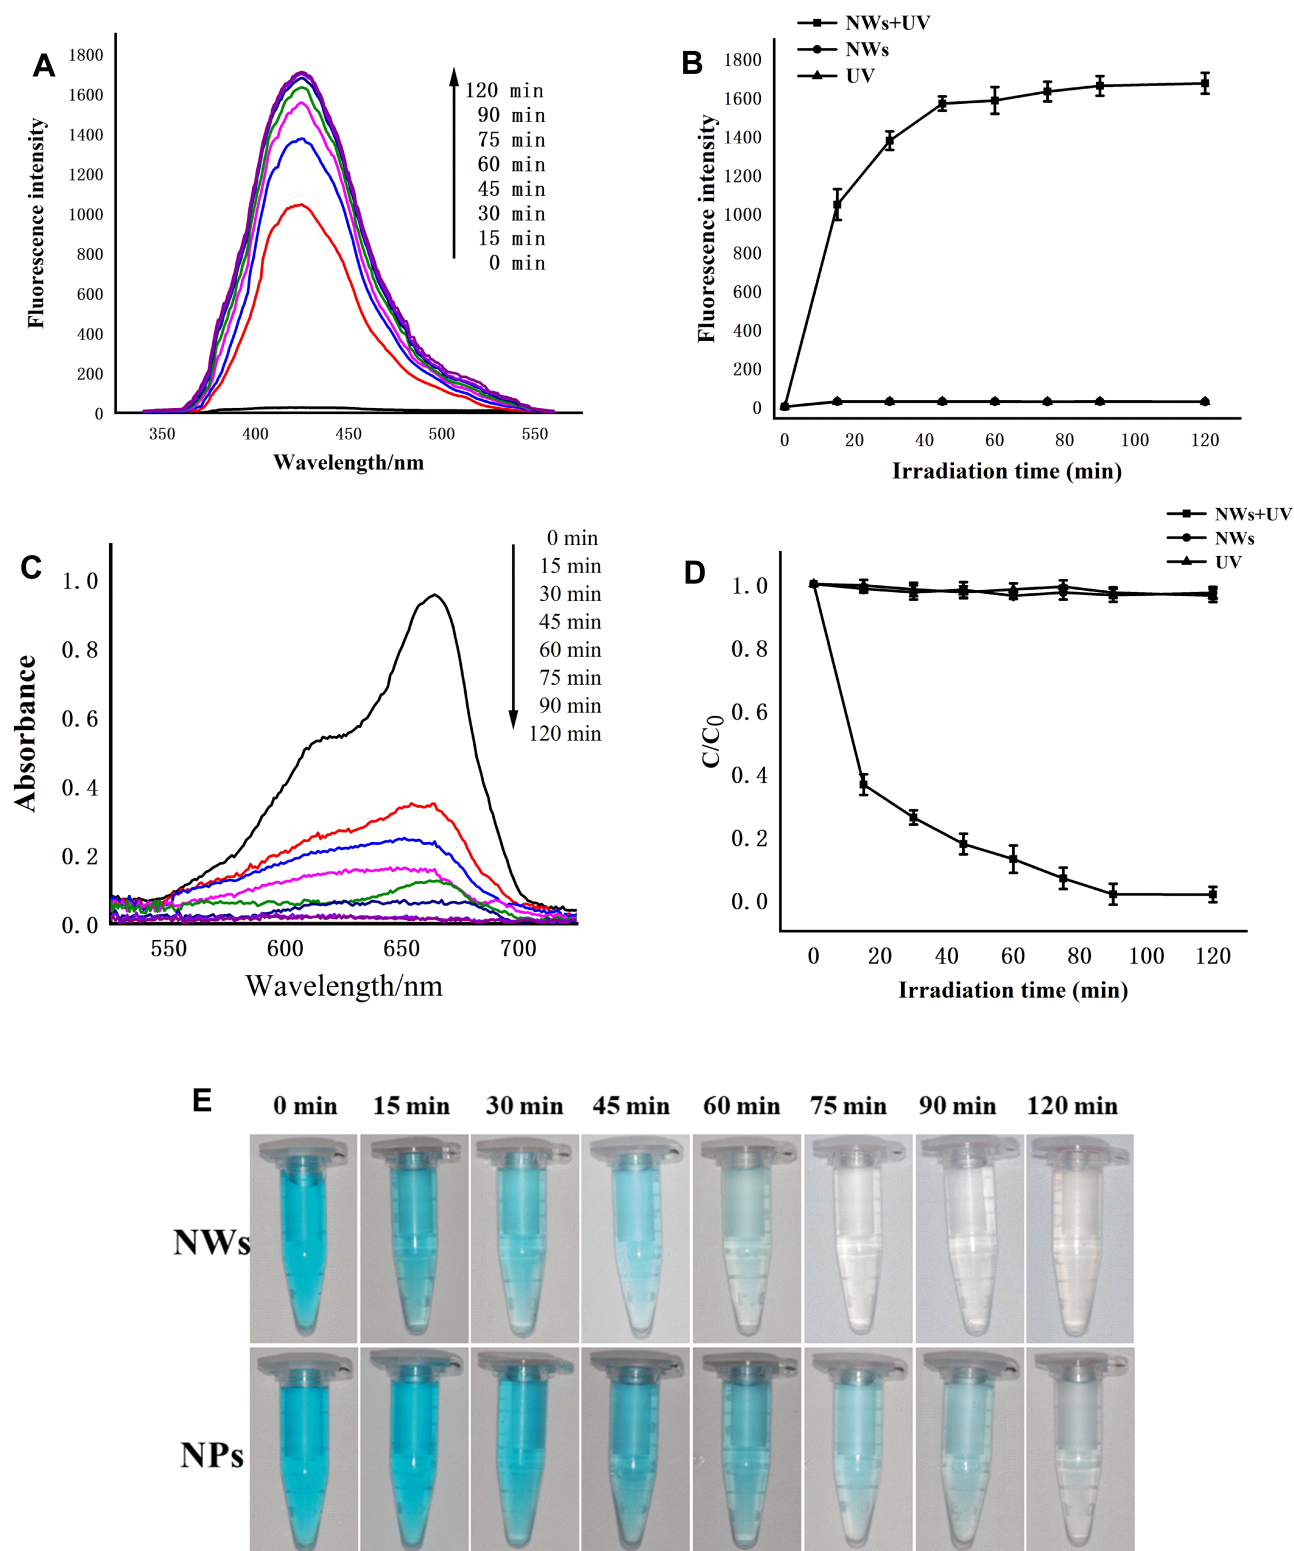 A
Fluorescence intensity
1800
1600
1400
1200
1000
800
600
400
200
0
350 400 450 500 550
Wavelength/nm
120 min
90 min
75 min
60 min
45 min
30 min
15 min
0 min
B
NWs+UV
NWs
UV
Fluorescence intensity
1800
1600
1400
1200
1000
800
600
400
200
0
0 20 40 60 80 100 120
Irradiation time (min)
C
Absorbance
1.0
0.8
0.6
0.4
0.2
0.0
550 600 650 700
Wavelength/nm
0 min
15 min
30 min
45 min
60 min
75 min
90 min
120 min
D
NWs+UV
NWs
UV
C/C0
1.0
0.8
0.6
0.4
0.2
0.0
0 20 40 60 80 100 120
Irradiation time (min)
E
0 min 15 min 30 min 45 min 60 min 75 min 90 min 120 min
NWs
NPs